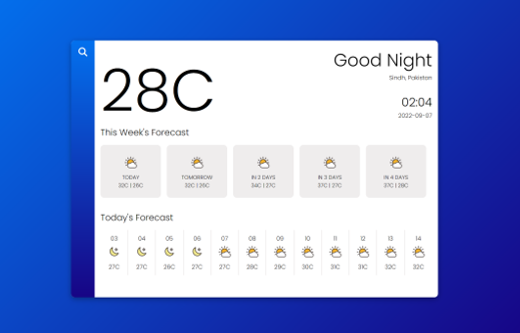 Good Night
Sindh, Pakistan
28C
02:04
2022-09-07
This Week's Forecast
TODAY TOMORROW IN 2 DAYS IN 3 DAYS IN 4 DAYS
32C | 26C 32C | 26C 34C | 27C 37C | 27C 37C | 28C
Today's Forecast
03 04 05 06 07 08 09 10 11 12 13 14
27C 27C 26C 27C 27C 28C 29C 30C 31C 31C 32C 32C